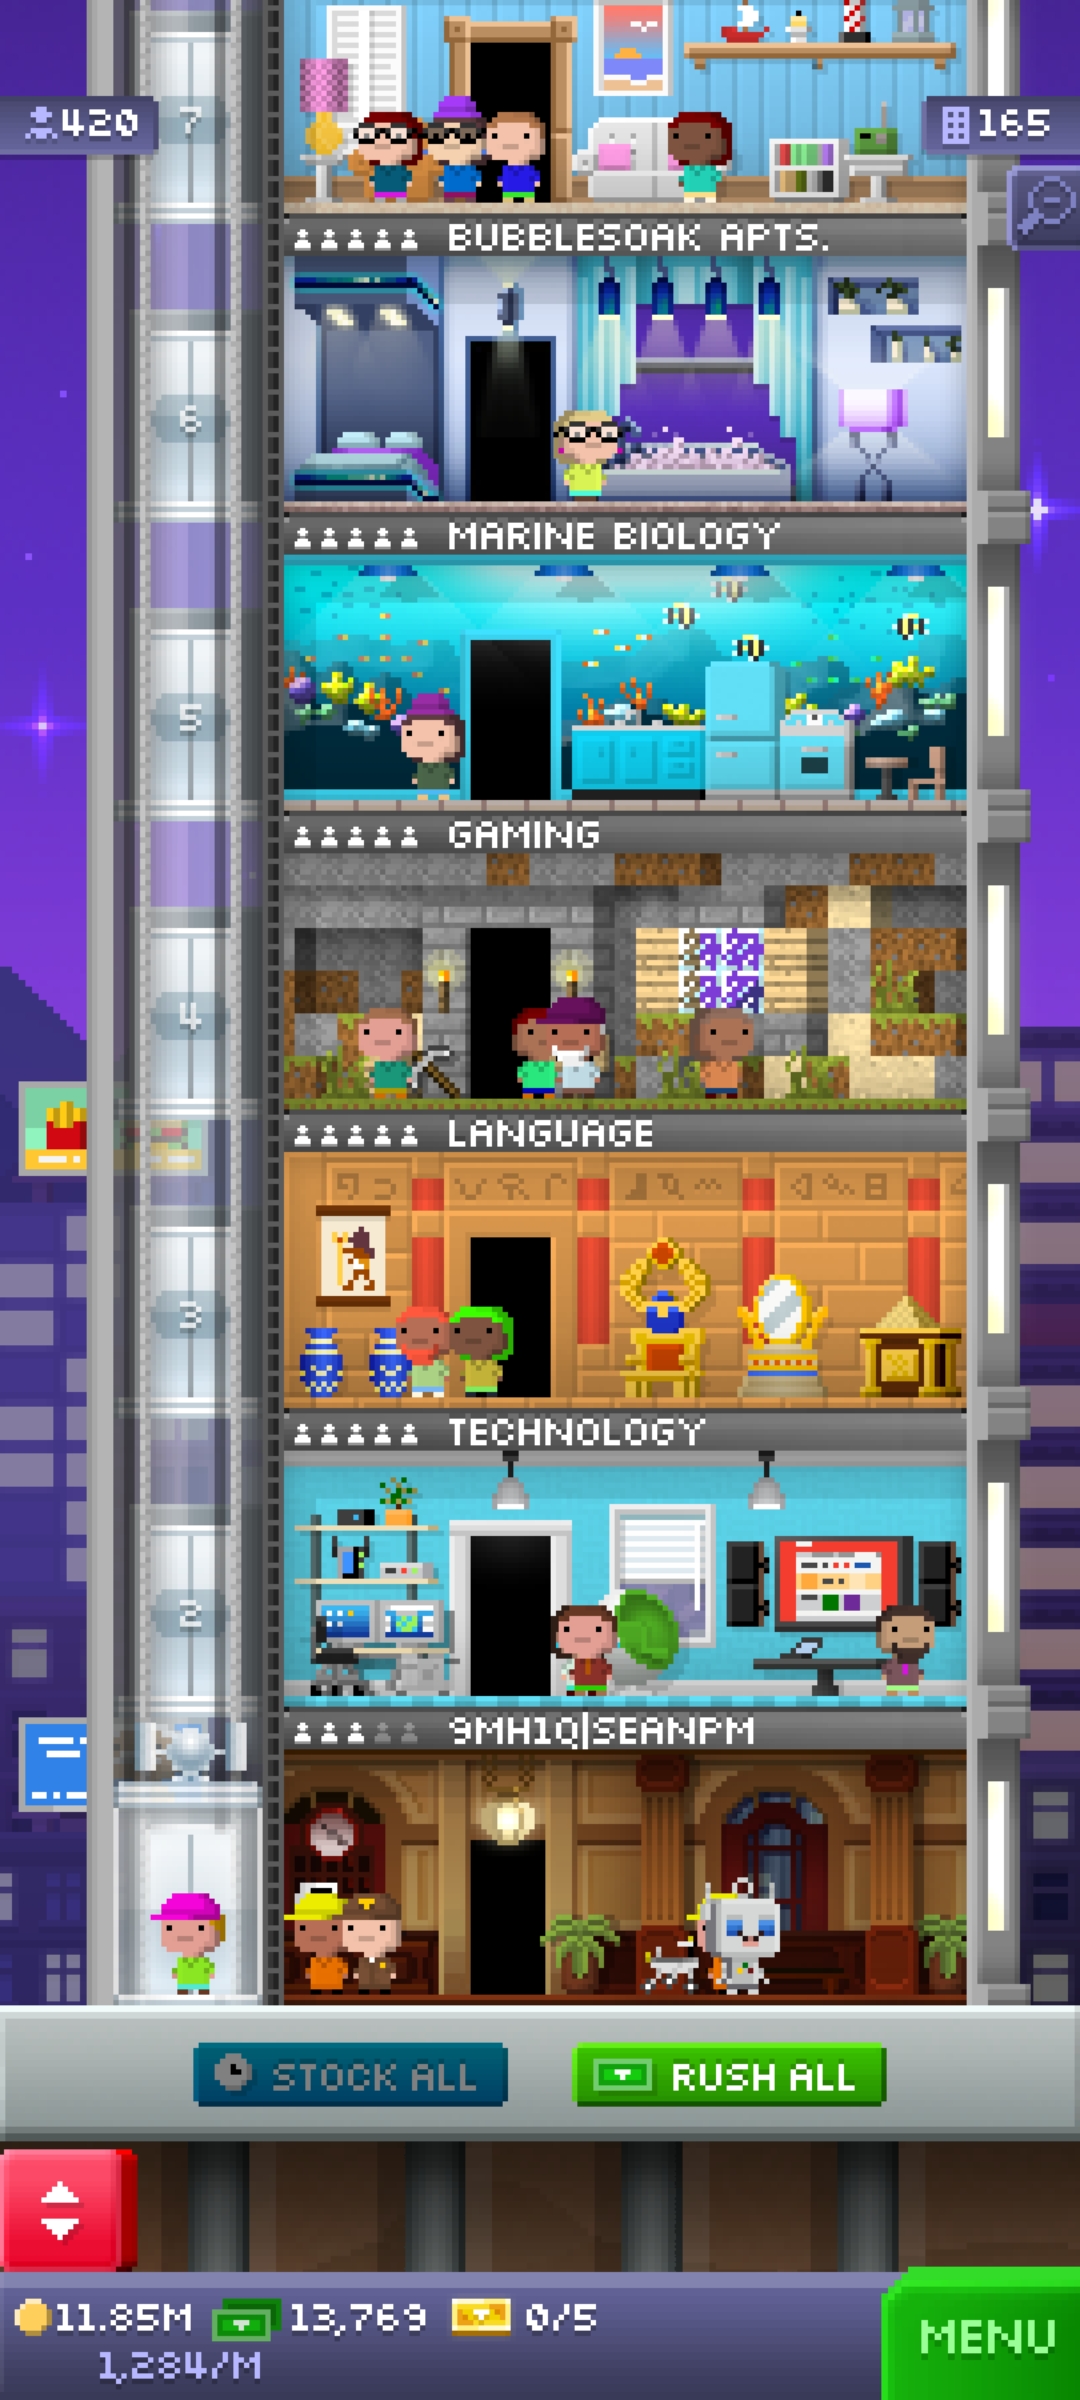 7
420
165
BUBBLESOAK APTS.
6
MARINE BIOLOGY
5
GAMING
4
LANGUAGE
3
TECHNOLOGY
2
9MH1Q|SEANPM
STOCK ALL
RUSH ALL
11.85M
13,769
0/5
1,284/M
MENU